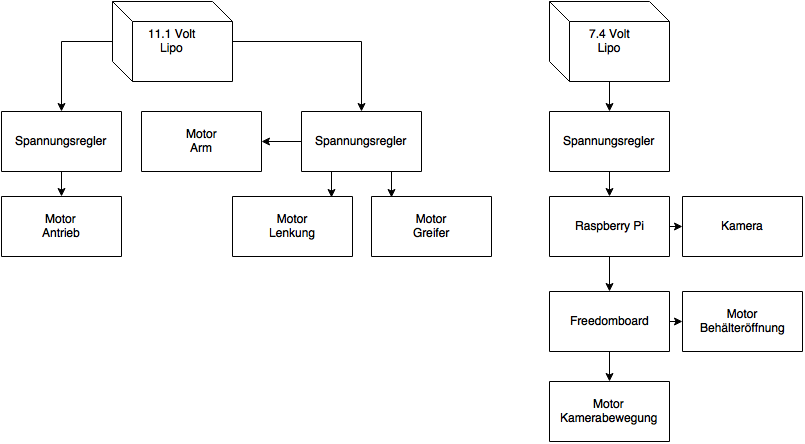 11.1 Volt
Lipo
7.4 Volt
Lipo
Spannungsregler
Motor
Arm
Spannungsregler
Spannungsregler
Motor
Antrieb
Motor
Lenkung
Motor
Greifer
Raspberry Pi
Kamera
Freedomboard
Motor
Behälteröffnung
Motor
Kamerabewegung